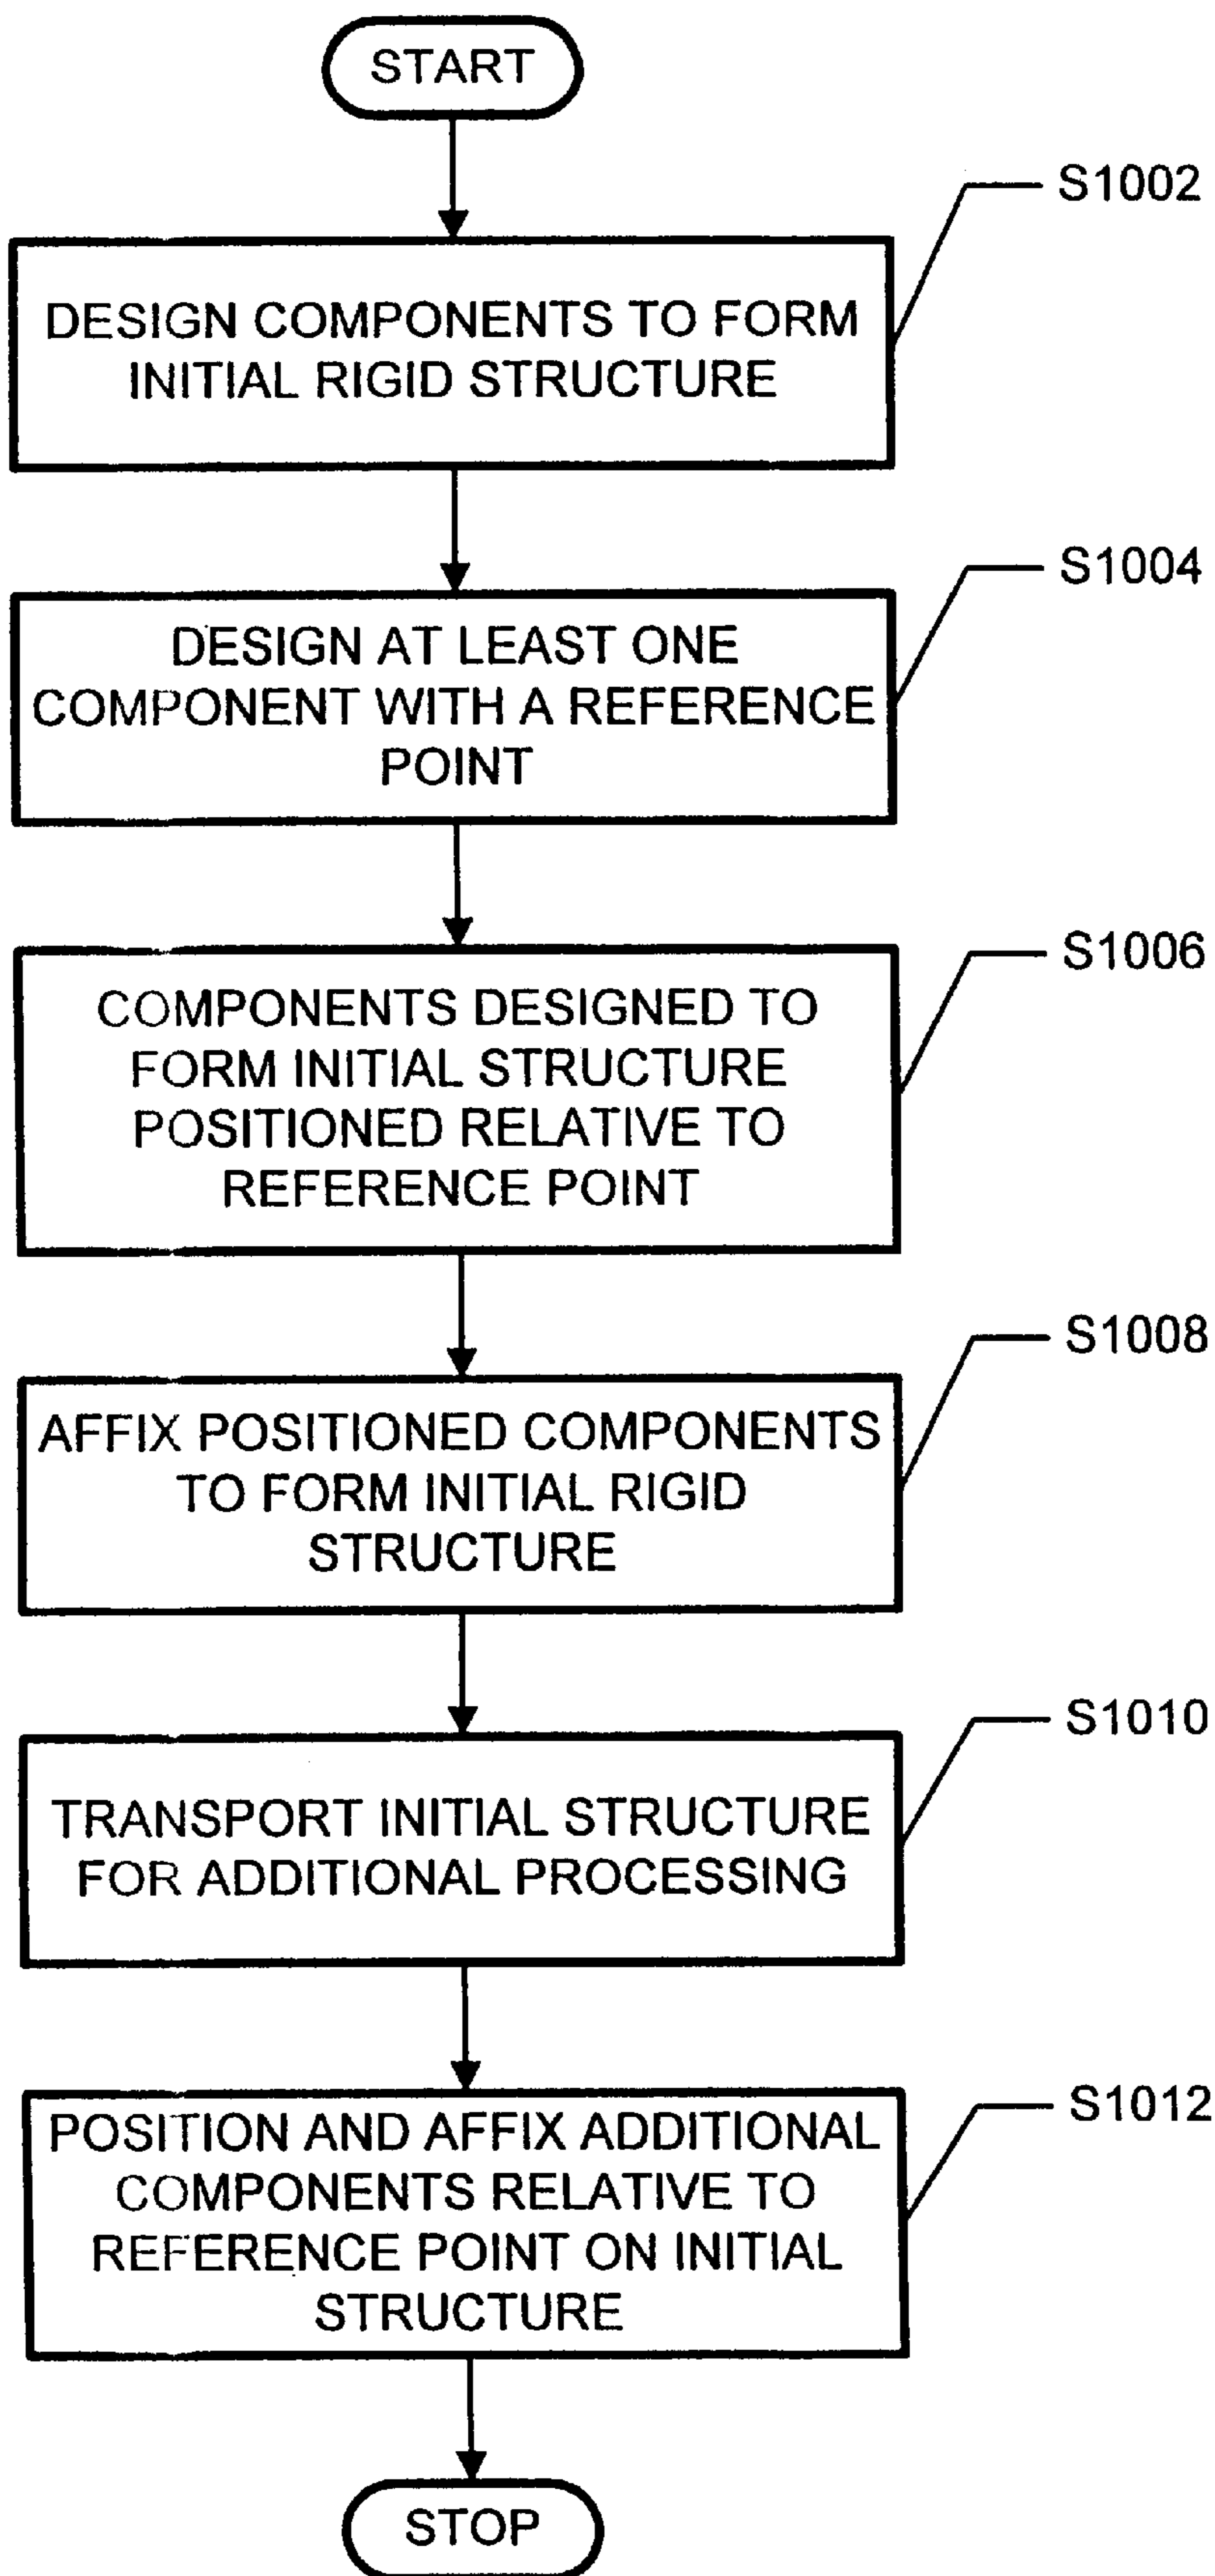 START
S1002
DESIGN COMPONENTS TO FORM
INITIAL RIGID STRUCTURE
S1004
DESIGN AT LEAST ONE
COMPONENT WITH A REFERENCE
POINT
S1006
COMPONENTS DESIGNED TO
FORM INITIAL STRUCTURE
POSITIONED RELATIVE TO
REFERENCE POINT
S1008
AFFIX POSITIONED COMPONENTS
TO FORM INITIAL RIGID
STRUCTURE
S1010
TRANSPORT INITIAL STRUCTURE
FOR ADDITIONAL PROCESSING
S1012
POSITION AND AFFIX ADDITIONAL
COMPONENTS RELATIVE TO
REFERENCE POINT ON INITIAL
STRUCTURE
STOP